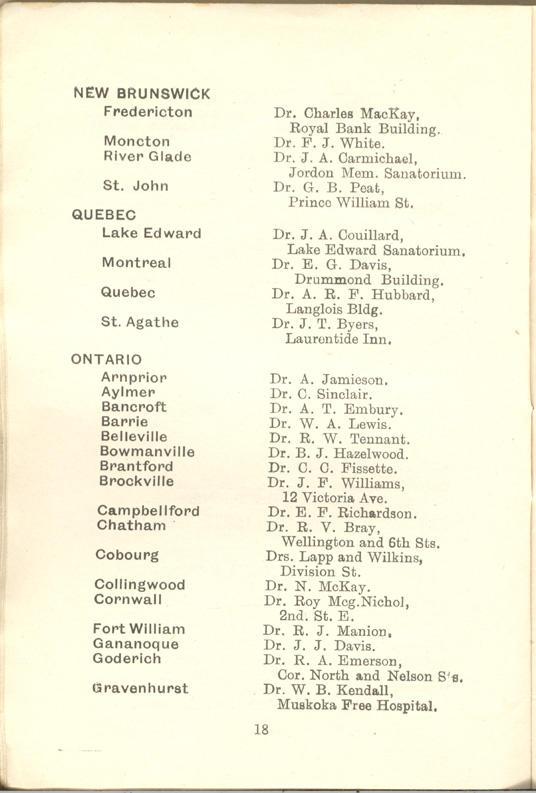 NEW BRUNSWICK
Fredericton Dr. Charles MacKay,
Royal Bank Building.
Moncton Dr. F. J. White.
River Glade Dr. J. A. Carmichael,
Jordon Mem. Sanatorium.
St. John Dr. G. B. Peat,
Prince William St.
QUEBEC
Lake Edward Dr. J. A. Couillard,
Lake Edward Sanatorium.
Montreal Dr. E. G. Davis,
Drummond Building.
Quebec Dr. A. R. F. Hubbard,
Langlois Bldg.
St. Agathe Dr. J. T. Byers,
Laurentide Inn.
ONTARIO
Arnprior Dr. A. Jamieson.
Aylmer Dr. C. Sinclair.
Bancroft Dr. A. T. Embury.
Barrie Dr. W. A. Lewis.
Belleville Dr. R. W. Tennant.
Bowmanville Dr. B. J. Hazelwood.
Brantford Dr. C. C. Fissette.
Brockville Dr. J. F. Williams,
12 Victoria Ave.
Campbellford Dr. E. F. Richardson.
Chatham Dr. R. V. Bray,
Wellington and 6th Sts.
Cobourg Drs. Lapp and Wilkins,
Division St.
Collingwood Dr. N. McKay.
Cornwall Dr. Roy Mcg.Nichol,
2nd. St. E.
Fort William Dr. R. J. Manion.
Gananoque Dr. J. J. Davis.
Goderich Dr. R. A. Emerson,
Cor. North and Nelson S's.
Gravenhurst Dr. W. B. Kendall,
Muskoka Free Hospital.
18